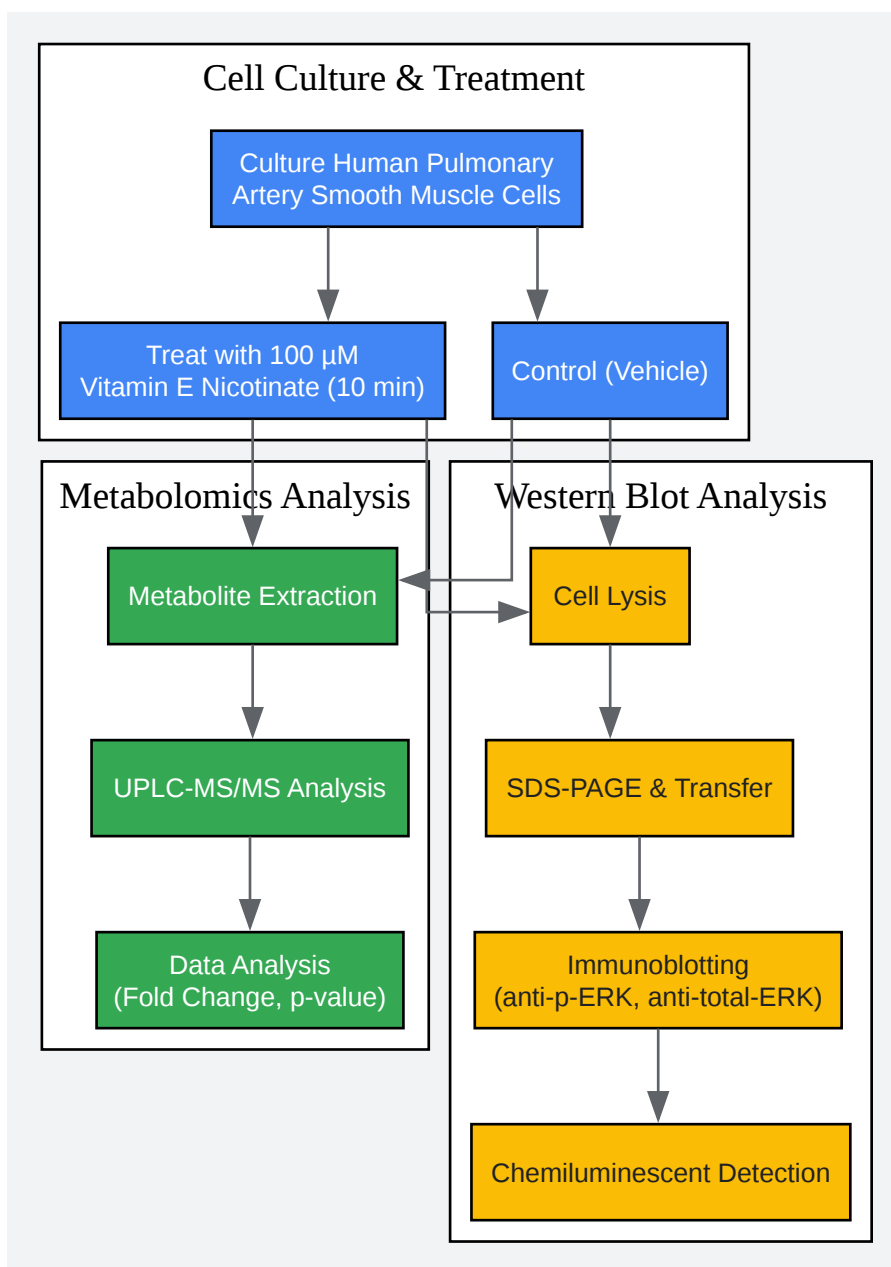 Cell Culture & Treatment
Culture Human Pulmonary
Artery Smooth Muscle Cells
Treat with 100 µM
Vitamin E Nicotinate (10 min)
Control (Vehicle)
Metabolomics Analysis
Metabolite Extraction
UPLC-MS/MS Analysis
Data Analysis
(Fold Change, p-value)
Western Blot Analysis
Cell Lysis
SDS-PAGE & Transfer
Immunoblotting
(anti-p-ERK, anti-total-ERK)
Chemiluminescent Detection